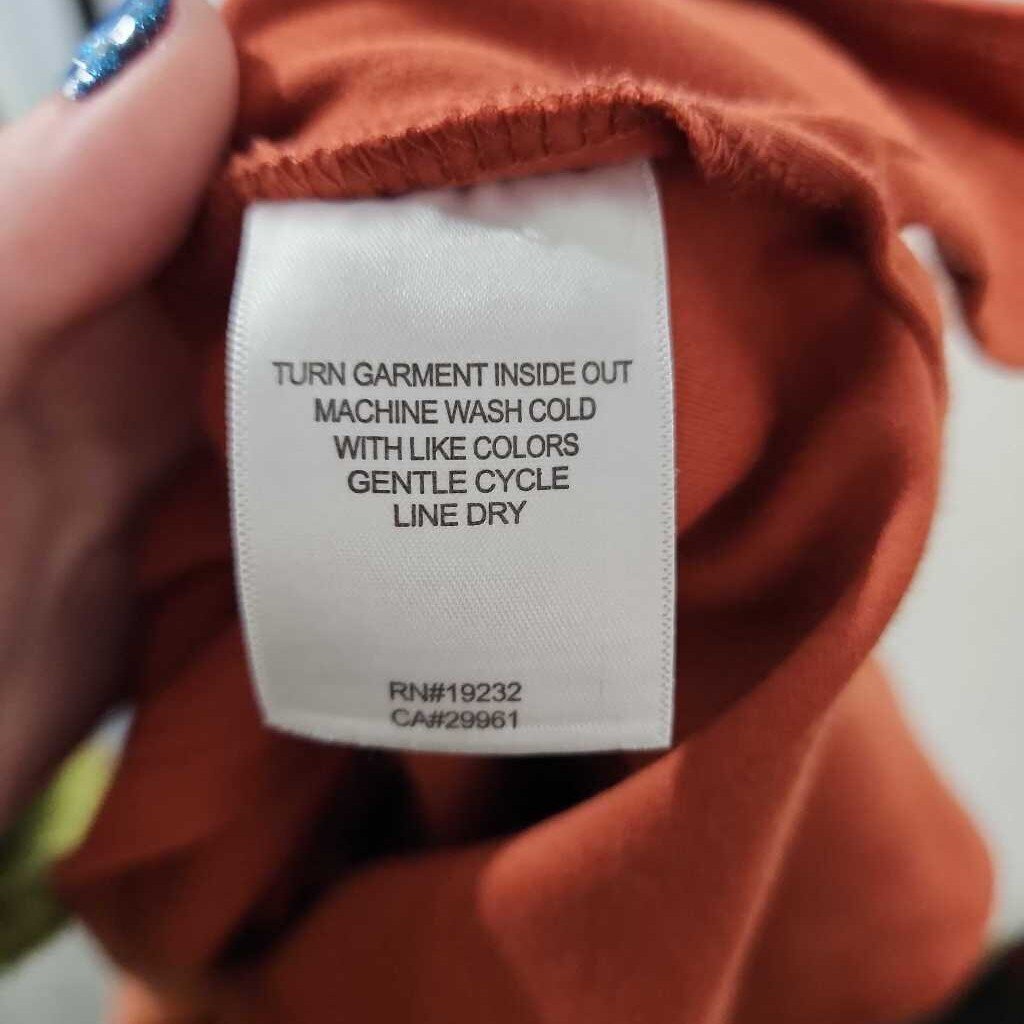 TURN GARMENT INSIDE OUT
MACHINE WASH COLD
WITH LIKE COLORS
GENTLE CYCLE
LINE DRY
RN#19232
CA#29961